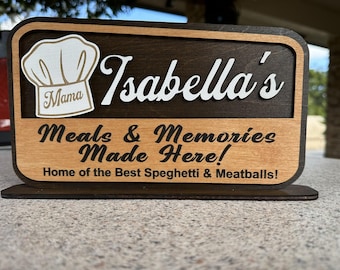 Mama
Isabella's
Meals & Memories
Made Here!
Home of the Best Speghetti & Meatballs!